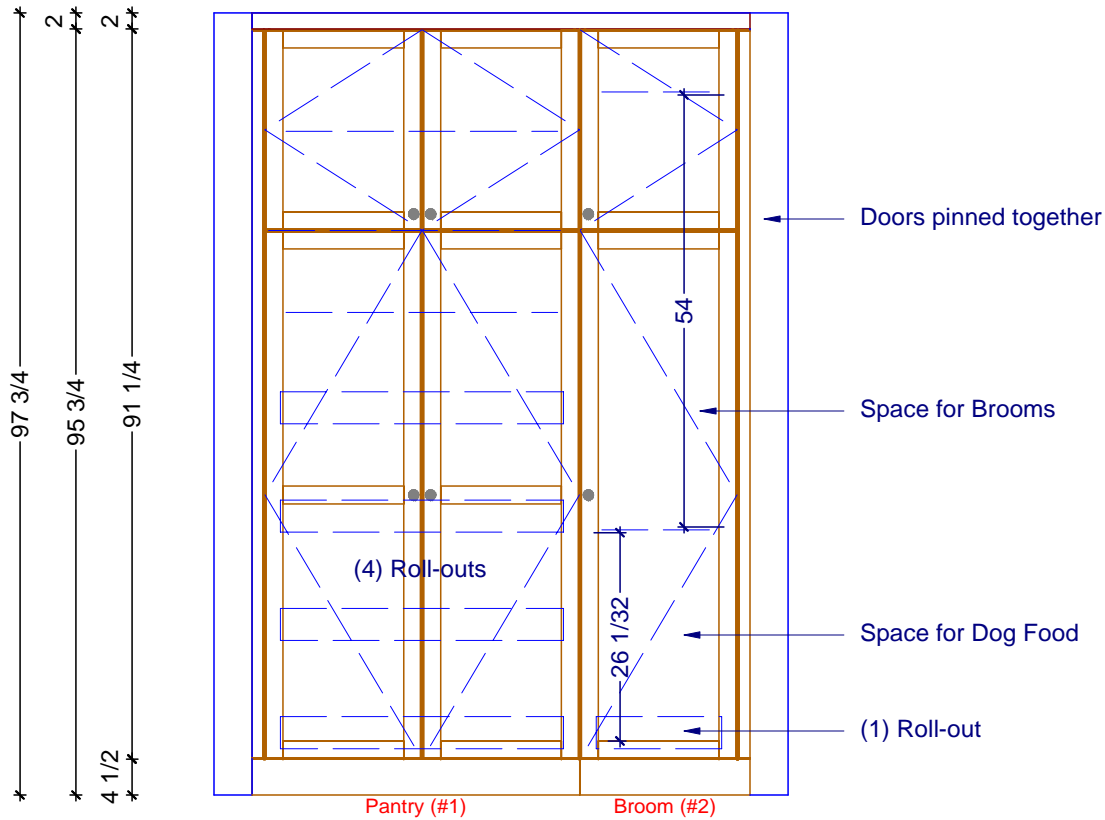 2
2
97 3/4
95 3/4
91 1/4
4 1/2
Doors pinned together
54
Space for Brooms
(4) Roll-outs
26 1/32
Space for Dog Food
(1) Roll-out
Pantry (#1)
Broom (#2)